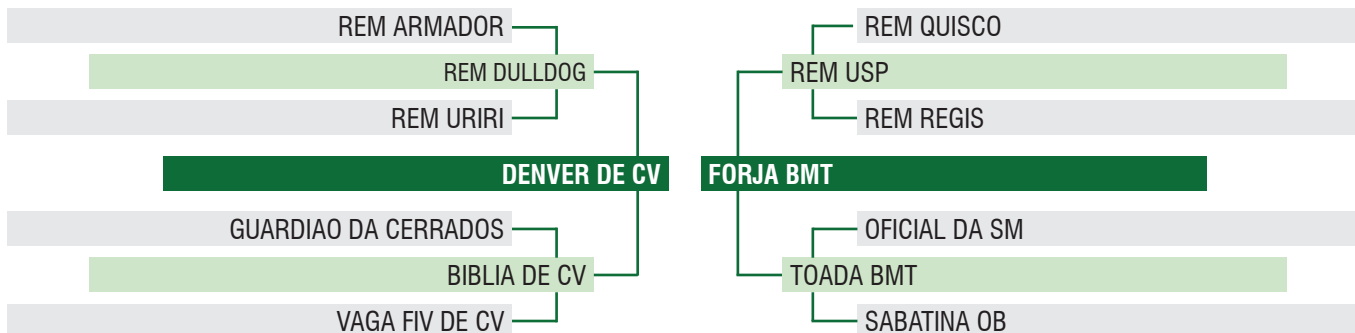 REM ARMADOR
REM DULLDOG
REM URIRI
DENVER DE CV
GUARDIAO DA CERRADOS
BIBLIA DE CV
VAGA FIV DE CV
REM QUISCO
REM USP
REM REGIS
FORJA BMT
OFICIAL DA SM
TOADA BMT
SABATINA OB